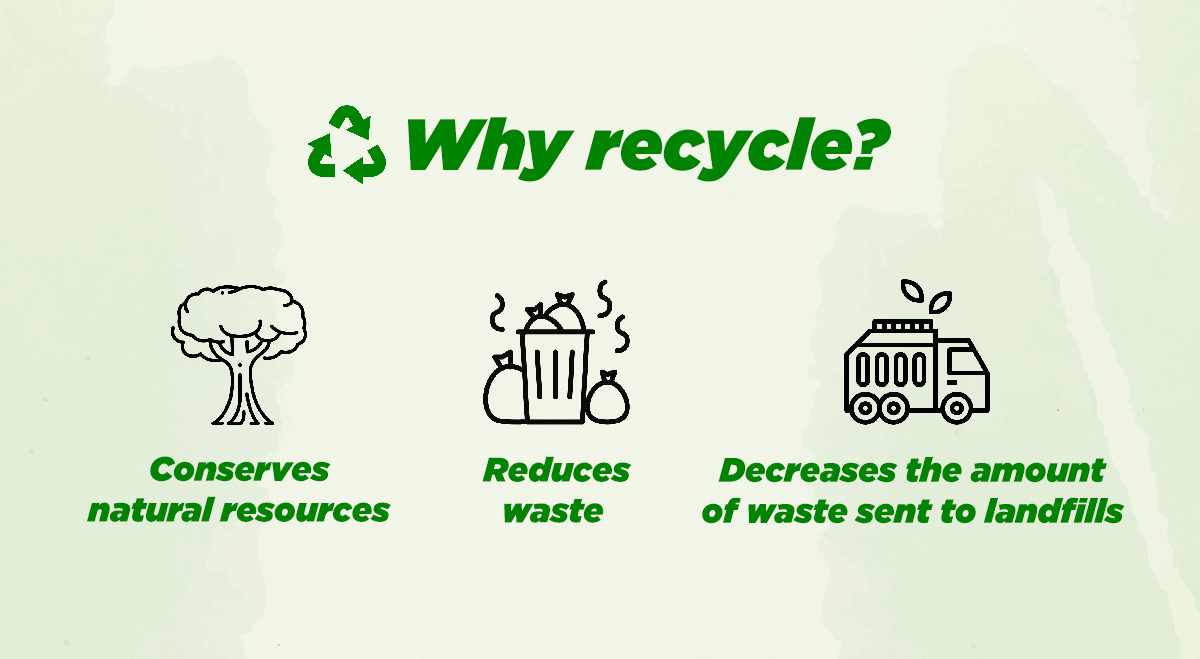 Why recycle?
Conserves
natural resources
Reduces
waste
Decreases the amount
of waste sent to landfills